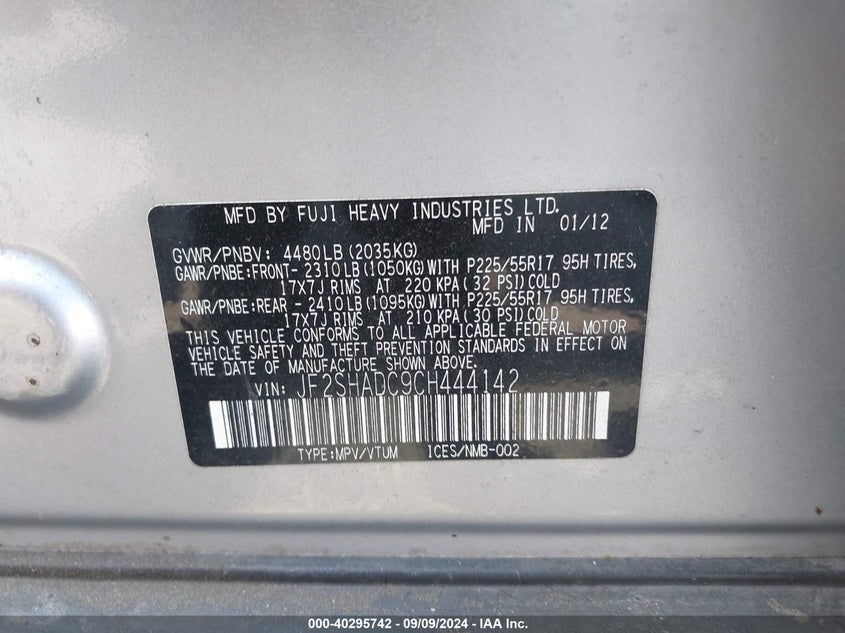 MFD BY FUJI HEAVY INDUSTRIES LTD.
MFD IN 01/12
GVWR/PNBV: 4480LB(2035KG)
GAWR/PNBE:FRONT- 2310LB(1050KG)WITH P225/55R17 95H TIRES,
17X7J RIMS AT 220 KPA(32 PSI)COLD
GAWR/PNBE:REAR - 2410LB(1095KG)WITH P225/55R17 95H TIRES,
17X7J RIMS AT 210 KPA(30 PSI)COLD
THIS VEHICLE CONFORMS TO ALL APPLICABLE FEDERAL MOTOR
VEHICLE SAFETY AND THEFT PREVENTION STANDARDS IN EFFECT
ON THE DATE OF MANUFACTURE SHOWN ABOVE.
VIN: JF2SHADC9CH444142
TYPE:MPV/VTUM 1CES/NMB-002
000-40295742 - 09/09/2024 - IAA Inc.